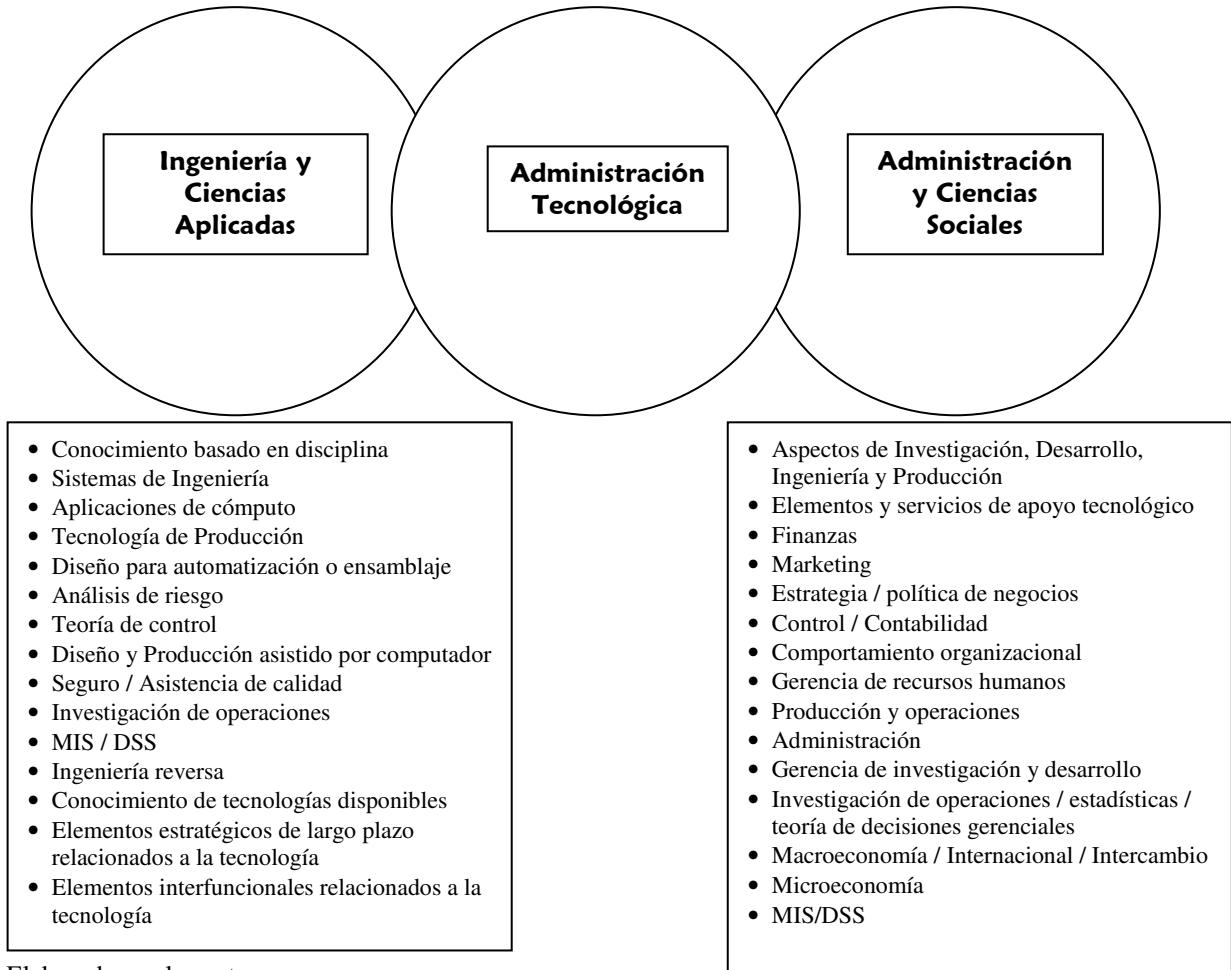 Ingeniería y
Ciencias
Aplicadas
Administración
Tecnológica
Administración
y Ciencias
Sociales
• Conocimiento basado en disciplina
• Sistemas de Ingeniería
• Aplicaciones de cómputo
• Tecnología de Producción
• Diseño para automatización o ensamblaje
• Análisis de riesgo
• Teoría de control
• Diseño y Producción asistido por computador
• Seguro / Asistencia de calidad
• Investigación de operaciones
• MIS / DSS
• Ingeniería reversa
• Conocimiento de tecnologías disponibles
• Elementos estratégicos de largo plazo
relacionados a la tecnología
• Elementos interfuncionales relacionados a la
tecnología
• Aspectos de Investigación, Desarrollo,
Ingeniería y Producción
• Elementos y servicios de apoyo tecnológico
• Finanzas
• Marketing
• Estrategia / política de negocios
• Control / Contabilidad
• Comportamiento organizacional
• Gerencia de recursos humanos
• Producción y operaciones
• Administración
• Gerencia de investigación y desarrollo
• Investigación de operaciones / estadísticas /
teoría de decisiones gerenciales
• Macroeconomía / Internacional / Intercambio
• Microeconomía
• MIS/DSS